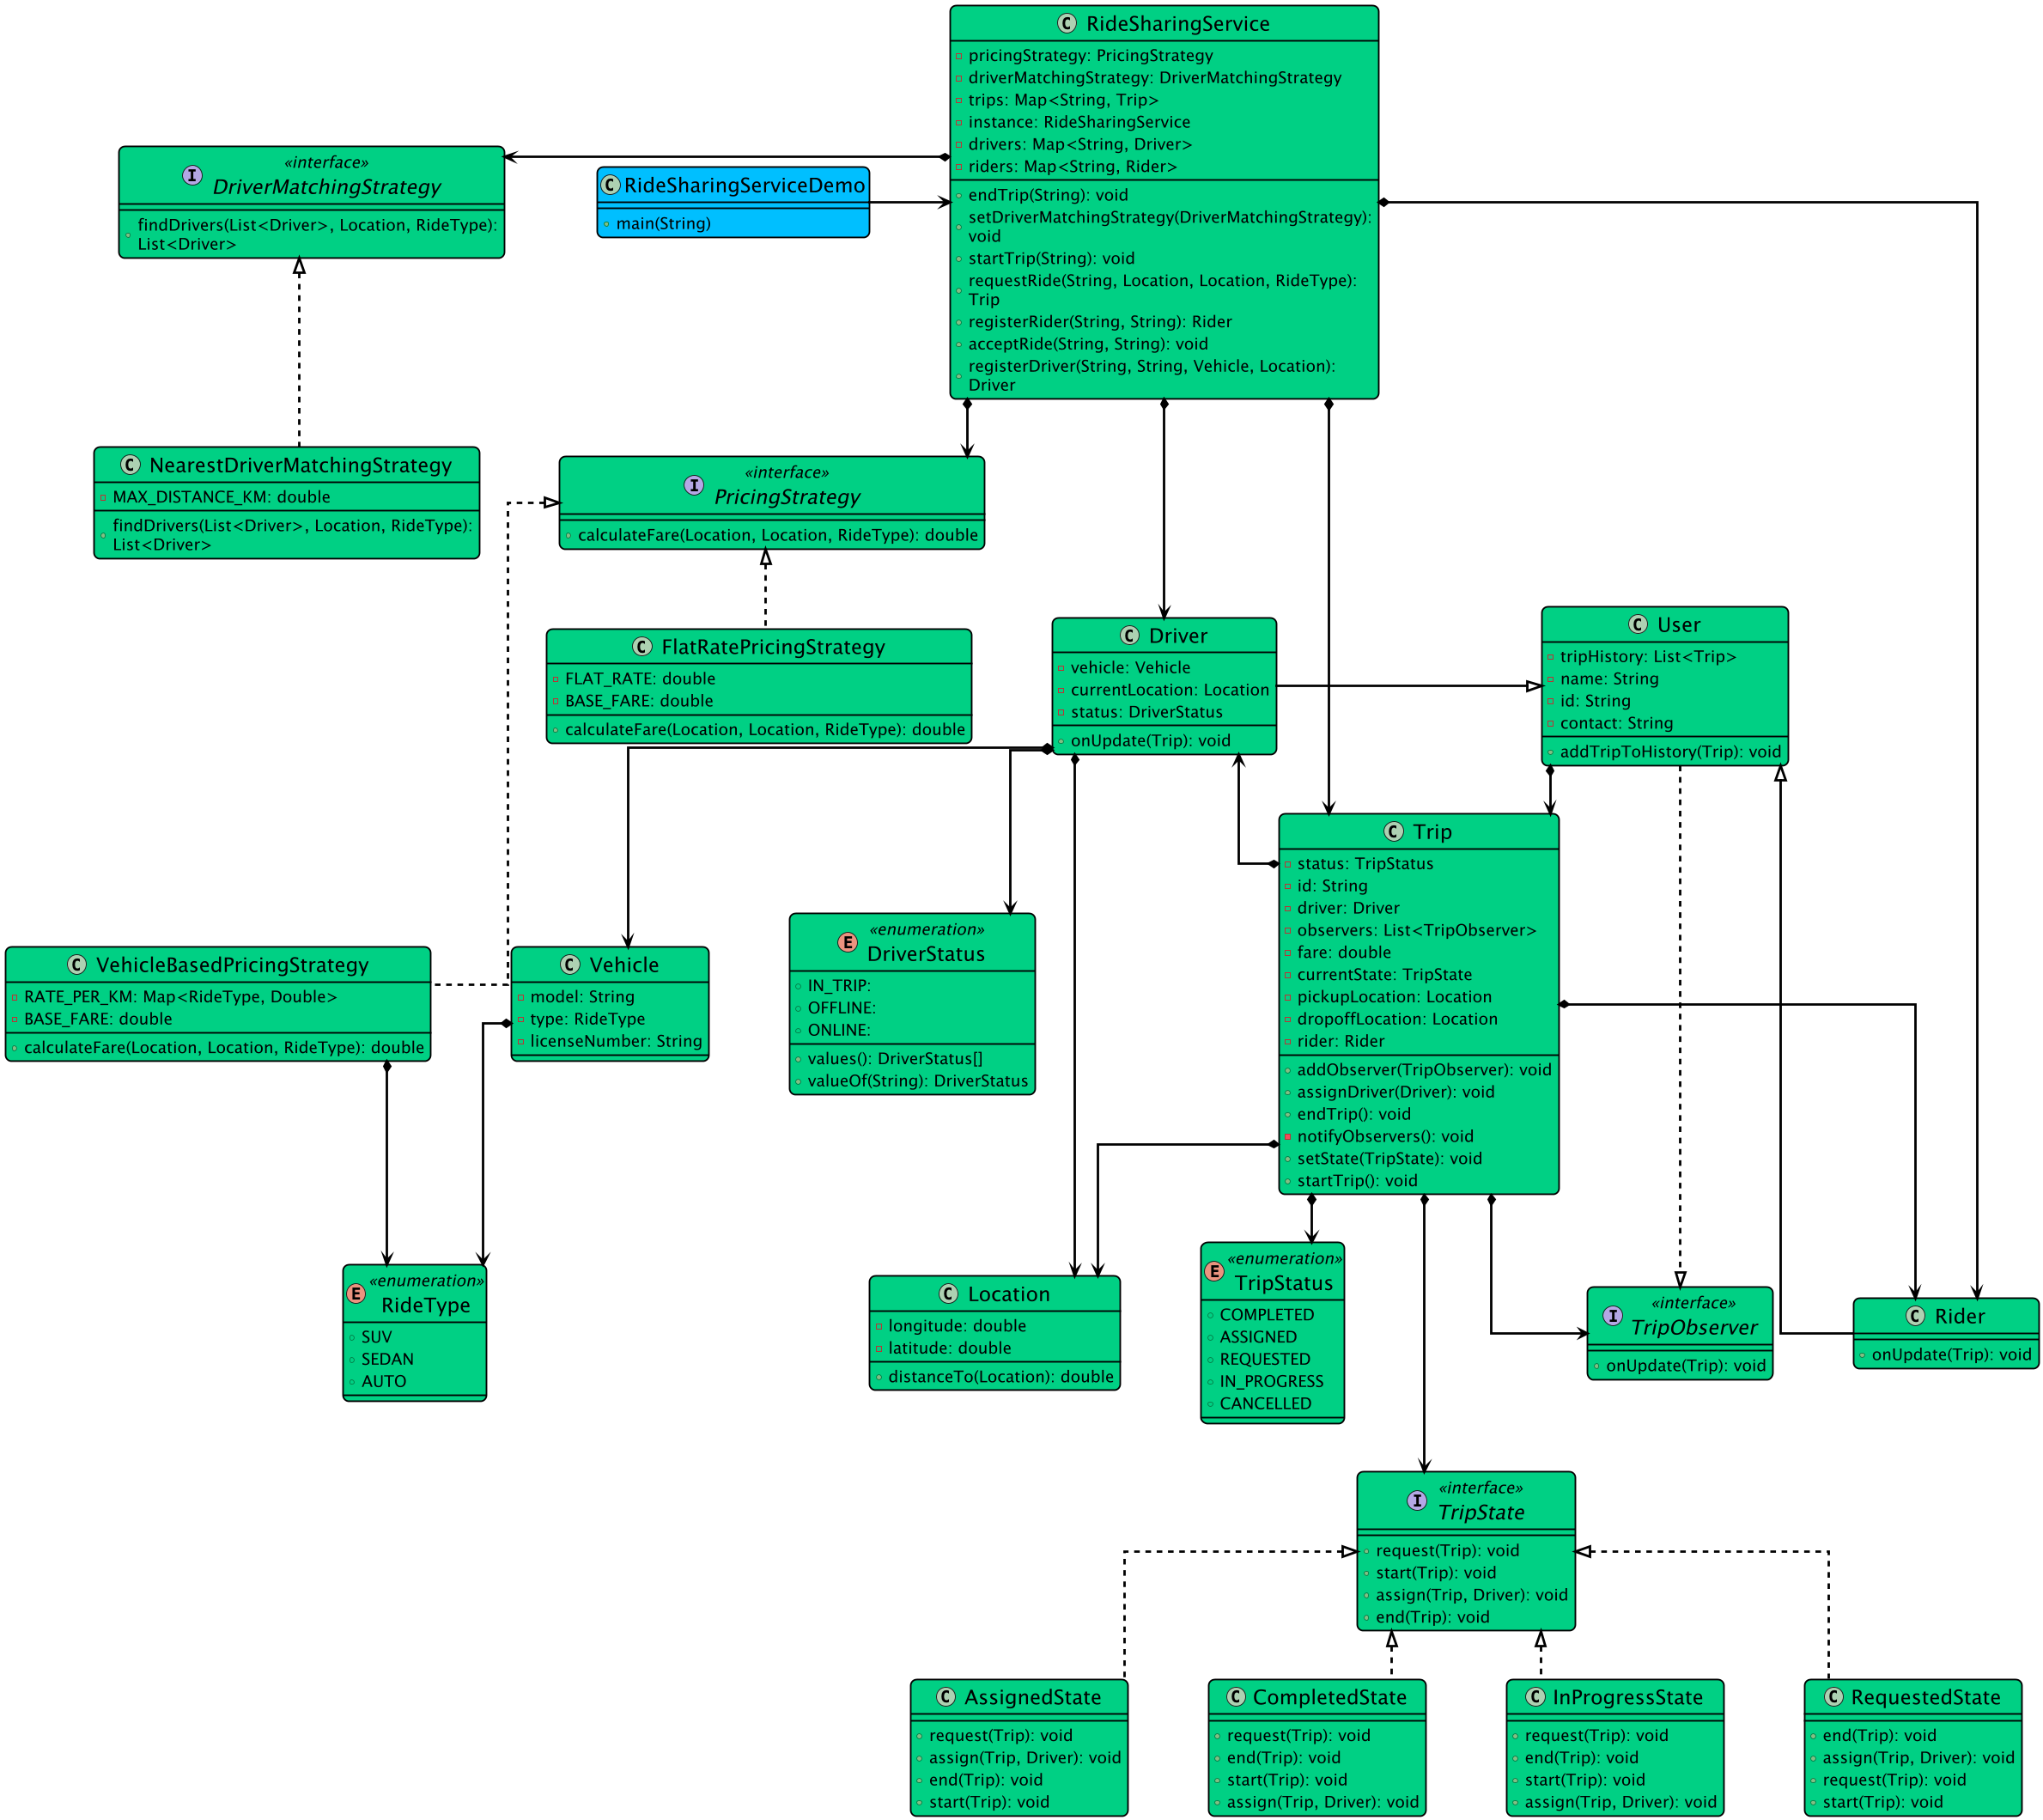 RideSharingService
pricingStrategy: PricingStrategy
driverMatchingStrategy: DriverMatchingStrategy
trips: Map<String, Trip>
instance: RideSharingService
drivers: Map<String, Driver>
riders: Map<String, Rider>
endTrip(String): void
setDriverMatchingStrategy(DriverMatchingStrategy):
void
startTrip(String): void
requestRide(String, Location, Location, RideType):
Trip
registerRider(String, String): Rider
acceptRide(String, String): void
registerDriver(String, String, Vehicle, Location):
Driver
«interface»
DriverMatchingStrategy
findDrivers(List<Driver>, Location, RideType):
List<Driver>
RideSharingServiceDemo
main(String)
NearestDriverMatchingStrategy
MAX_DISTANCE_KM: double
findDrivers(List<Driver>, Location, RideType):
List<Driver>
«interface»
PricingStrategy
calculateFare(Location, Location, RideType): double
FlatRatePricingStrategy
FLAT_RATE: double
BASE_FARE: double
calculateFare(Location, Location, RideType): double
Driver
vehicle: Vehicle
currentLocation: Location
status: DriverStatus
onUpdate(Trip): void
User
tripHistory: List<Trip>
name: String
id: String
contact: String
addTripToHistory(Trip): void
Trip
status: TripStatus
id: String
driver: Driver
observers: List<TripObserver>
fare: double
currentState: TripState
pickupLocation: Location
dropoffLocation: Location
rider: Rider
addObserver(TripObserver): void
assignDriver(Driver): void
endTrip(): void
notifyObservers(): void
setState(TripState): void
startTrip(): void
VehicleBasedPricingStrategy
RATE_PER_KM: Map<RideType, Double>
BASE_FARE: double
calculateFare(Location, Location, RideType): double
Vehicle
model: String
type: RideType
licenseNumber: String
«enumeration»
DriverStatus
IN_TRIP:
OFFLINE:
ONLINE:
values(): DriverStatus[]
valueOf(String): DriverStatus
«enumeration»
RideType
SUV
SEDAN
AUTO
Location
longitude: double
latitude: double
distanceTo(Location): double
«enumeration»
TripStatus
COMPLETED
ASSIGNED
REQUESTED
IN_PROGRESS
CANCELLED
«interface»
TripObserver
onUpdate(Trip): void
Rider
onUpdate(Trip): void
«interface»
TripState
request(Trip): void
start(Trip): void
assign(Trip, Driver): void
end(Trip): void
AssignedState
request(Trip): void
assign(Trip, Driver): void
end(Trip): void
start(Trip): void
CompletedState
request(Trip): void
end(Trip): void
start(Trip): void
assign(Trip, Driver): void
InProgressState
request(Trip): void
end(Trip): void
start(Trip): void
assign(Trip, Driver): void
RequestedState
end(Trip): void
assign(Trip, Driver): void
request(Trip): void
start(Trip): void